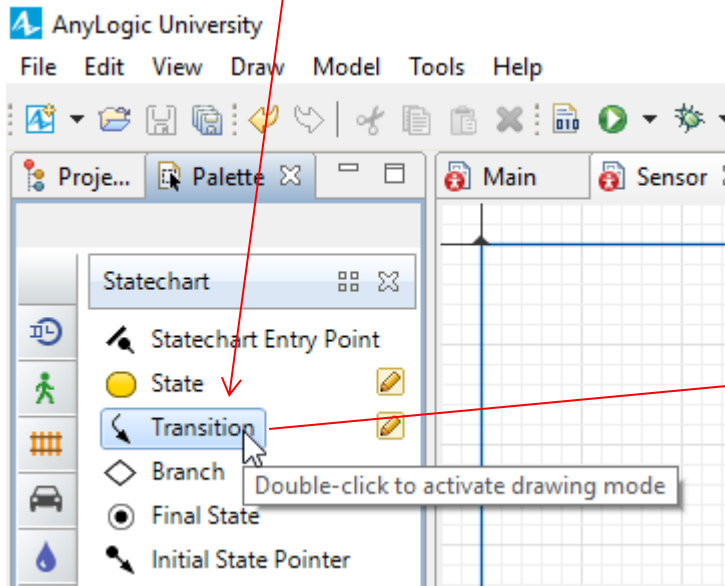 AnyLogic University
File Edit View Draw Model Tools Help
010
Proje... Palette Main Sensor
Statechart
Statechart Entry Point
State
Transition
Branch
Double-click to activate drawing mode
Final State
Initial State Pointer